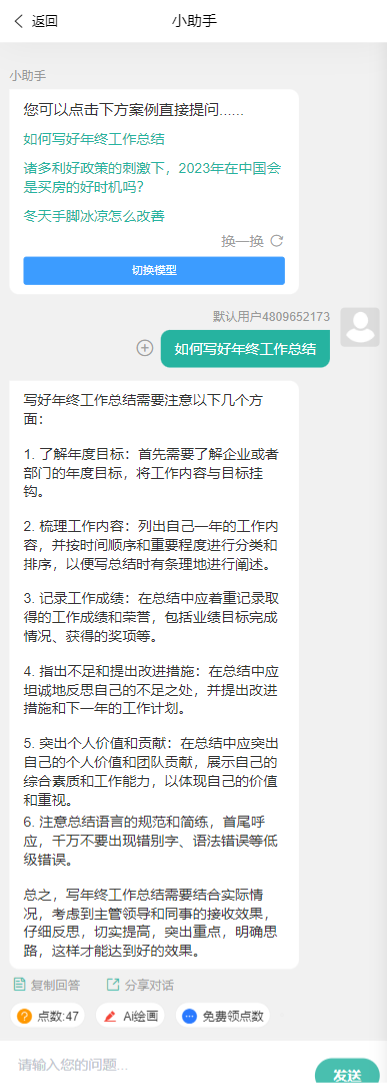 返回
小助手
小助手
您可以点击下方案例直接提问......
如何写好年终工作总结
诸多利好政策的刺激下，2023年在中国会
是买房的好时机吗？
冬天手脚冰凉怎么改善
换一换
切换模型
默认用户4809652173
如何写好年终工作总结
写好年终工作总结需要注意以下几个方
面：
1. 了解年度目标：首先需要了解企业或者
部门的年度目标，将工作内容与目标挂
钩。
2. 梳理工作内容：列出自己一年的工作内
容，并按时间顺序和重要程度进行分类和
排序，以便写总结时有条理地进行阐述。
3. 记录工作成绩：在总结中应着重记录取
得的工作成绩和荣誉，包括业绩目标完成
情况、获得的奖项等。
4. 指出不足和提出改进措施：在总结中应
坦诚地反思自己的不足之处，并提出改进
措施和下一年的工作计划。
5. 突出个人价值和贡献：在总结中应突出
自己的个人价值和团队贡献，展示自己的
综合素质和工作能力，以体现自己的价值
和重视。
6. 注意总结语言的规范和简练，首尾呼
应，千万不要出现错别字、语法错误等低
级错误。
总之，写年终工作总结需要结合实际情
况，考虑到主管领导和同事的接收效果，
仔细反思，切实提高，突出重点，明确思
路，这样才能达到好的效果。
复制回答 分享对话
点数:47 Ai绘画 免费领点数
请输入您的问题...
发送